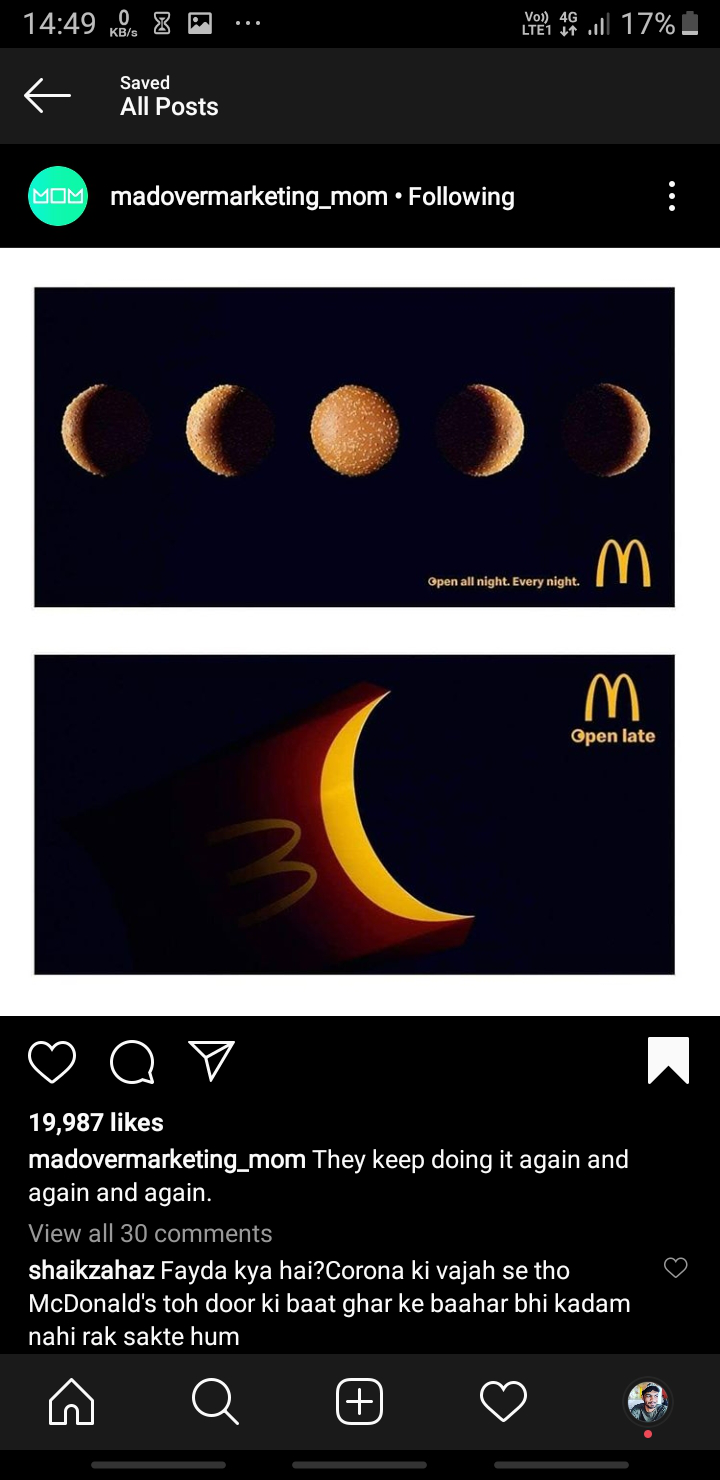 14:49 0 KB/s ... Vo)) LTE1 4G 17%
Saved
All Posts
MOM madovermarketing_mom • Following
Open all night. Every night.
Open late
19,987 likes
madovermarketing_mom They keep doing it again and
again and again.
View all 30 comments
shaikzahaz Fayda kya hai?Corona ki vajah se tho
McDonald's toh door ki baat ghar ke baahar bhi kadam
nahi rak sakte hum